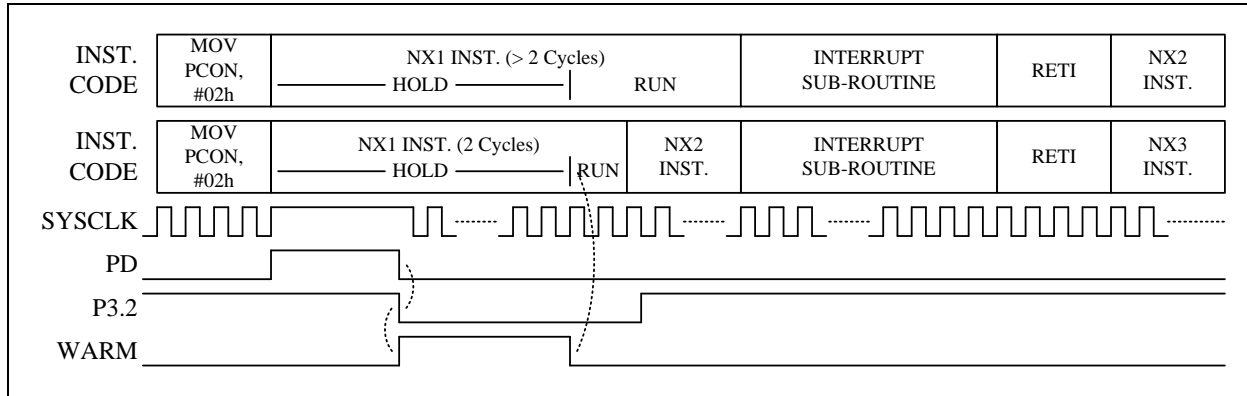 INST.
CODE
MOV
PCON,
#02h
NX1 INST. (> 2 Cycles)
HOLD
RUN
INTERRUPT
SUB-ROUTINE
RETI
NX2
INST.
INST.
CODE
MOV
PCON,
#02h
NX1 INST. (2 Cycles)
HOLD
RUN
NX2
INST.
INTERRUPT
SUB-ROUTINE
RETI
NX3
INST.
SYSCLK
PD
P3.2
WARM